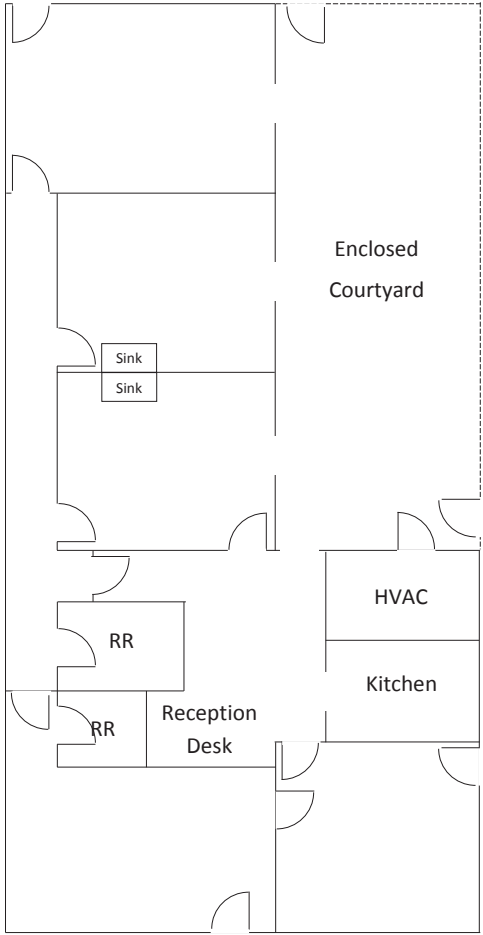 Enclosed
Courtyard
Sink
Sink
HVAC
RR
Kitchen
Reception
Desk
RR